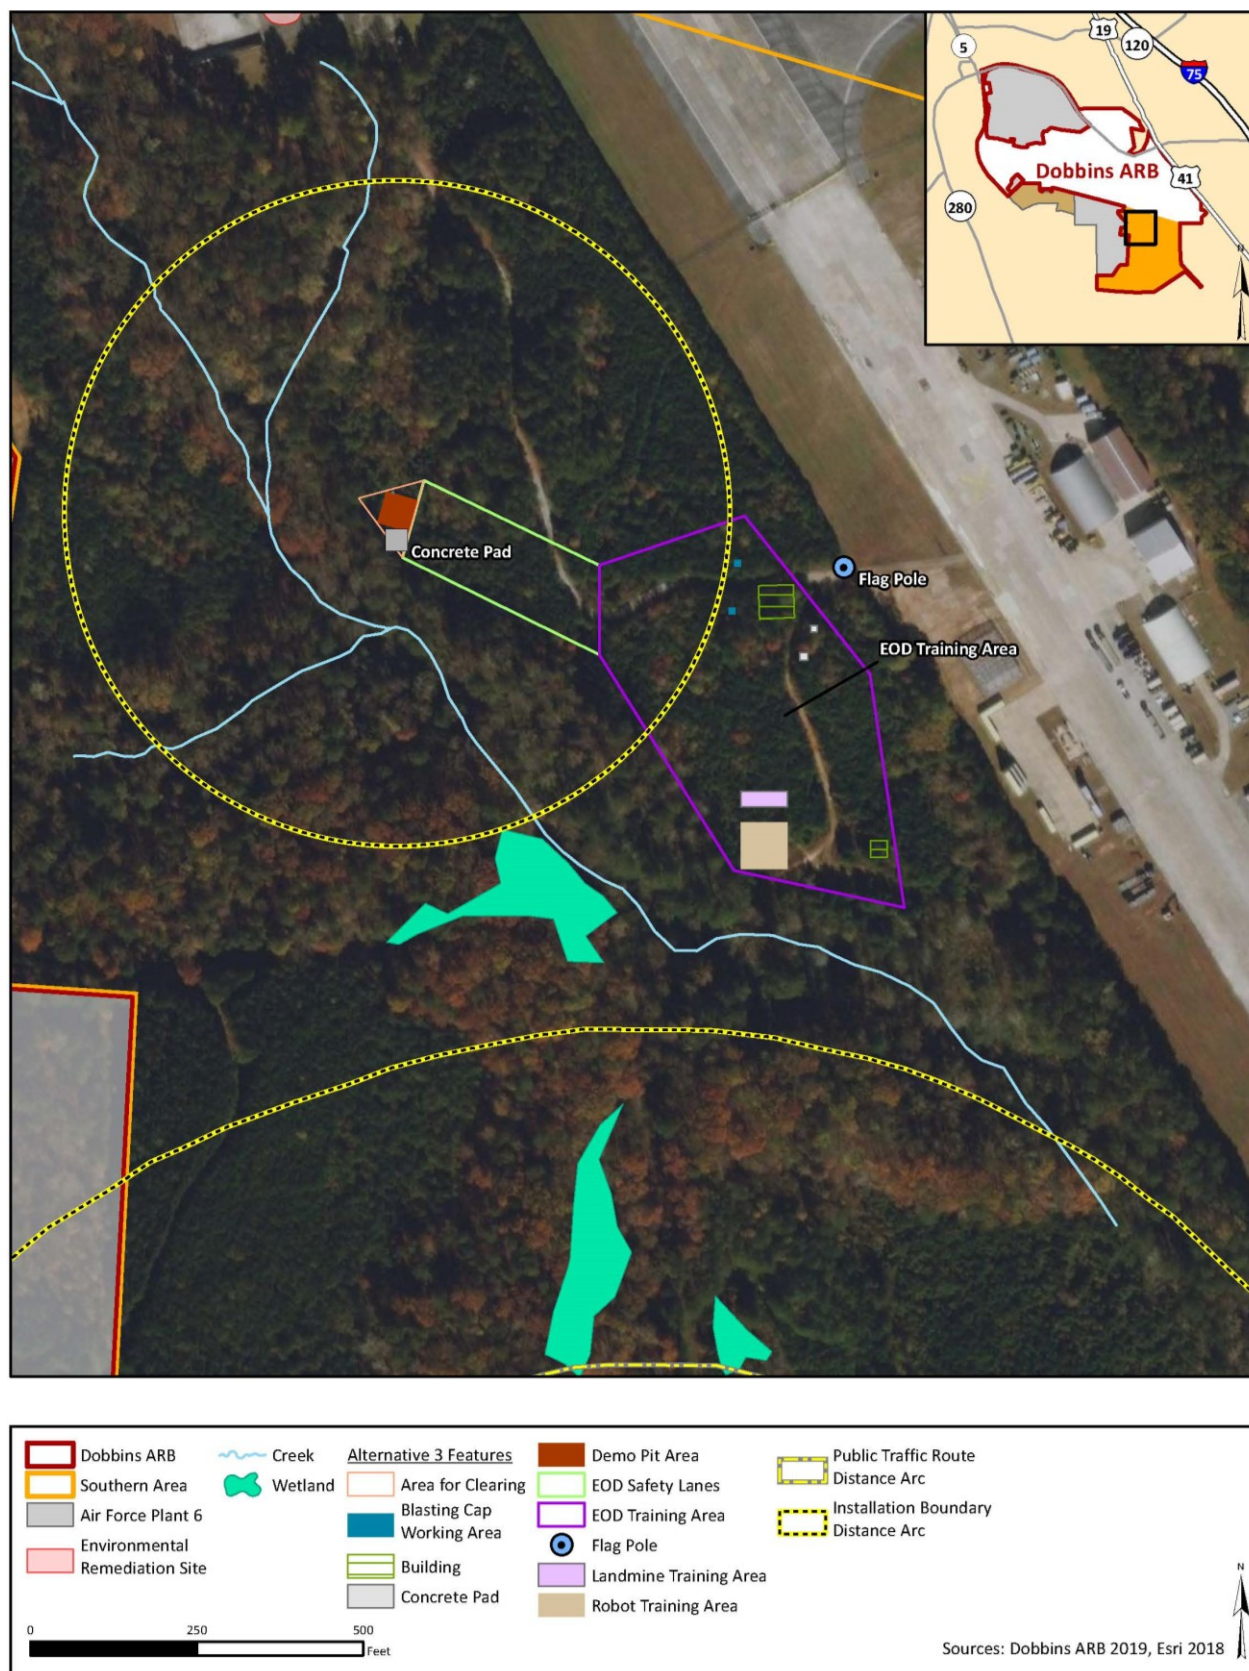 19
120
5
75
Dobbins ARB
41
280
N
Concrete Pad
Flag Pole
EOD Training Area
Dobbins ARB
Southern Area
Air Force Plant 6
Environmental
Remediation Site
Creek
Wetland
Alternative 3 Features
Area for Clearing
Blasting Cap
Working Area
Building
Concrete Pad
Demo Pit Area
EOD Safety Lanes
EOD Training Area
Flag Pole
Landmine Training Area
Robot Training Area
Public Traffic Route
Distance Arc
Installation Boundary
Distance Arc
N
0 250 500
Feet
Sources: Dobbins ARB 2019, Esri 2018